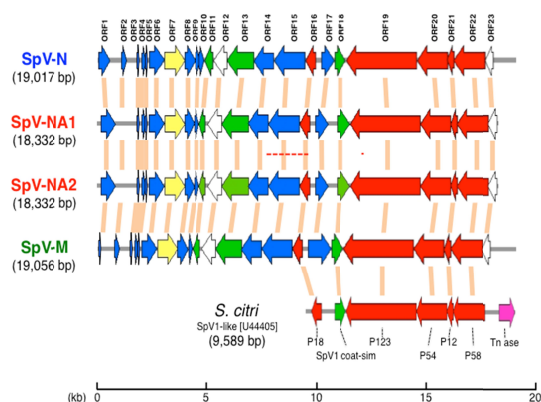 ORF1 ORF2 ORF3 ORF4 ORF5 ORF6 ORF7 ORF8 ORF9 ORF10 ORF11 ORF12 ORF13 ORF14 ORF15 ORF16 ORF17 ORF18 ORF19 ORF20 ORF21 ORF22 ORF23
SpV-N
(19,017 bp)
SpV-NA1
(18,332 bp)
SpV-NA2
(18,332 bp)
SpV-M
(19,056 bp)
S. citri
SpV1-like [U44405]
(9,589 bp)
P18 P123 P12 Tn ase
SpV1 coat-sim P54 P58
(kb) 0 5 10 15 20